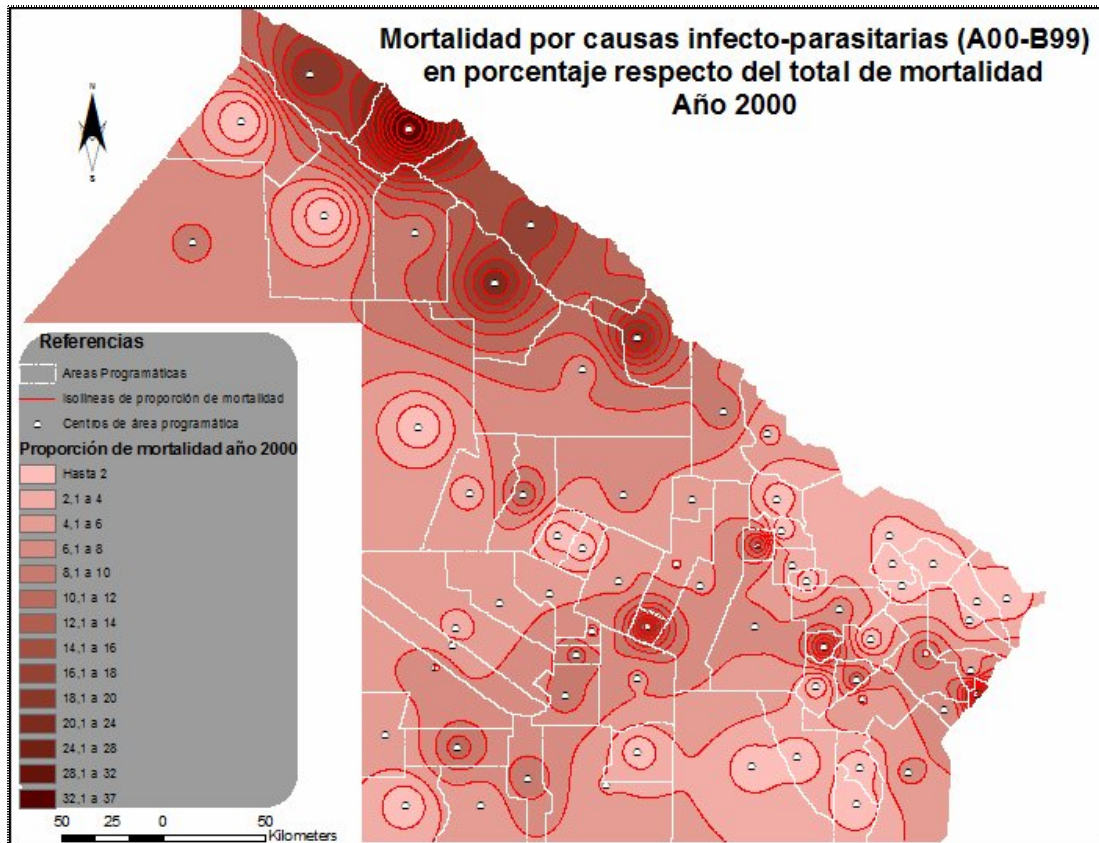 Mortalidad por causas infecto-parasitarias (A00-B99)
en porcentaje respecto del total de mortalidad
Año 2000
N
S
Referencias
Areas Programáticas
Isolineas de proporción de mortalidad
Centros de área programática
Proporción de mortalidad año 2000
Hasta 2
2,1 a 4
4,1 a 6
6,1 a 8
8,1 a 10
10,1 a 12
12,1 a 14
14,1 a 16
16,1 a 18
18,1 a 20
20,1 a 24
24,1 a 28
28,1 a 32
32,1 a 37
50 25 0 50
Kilometers